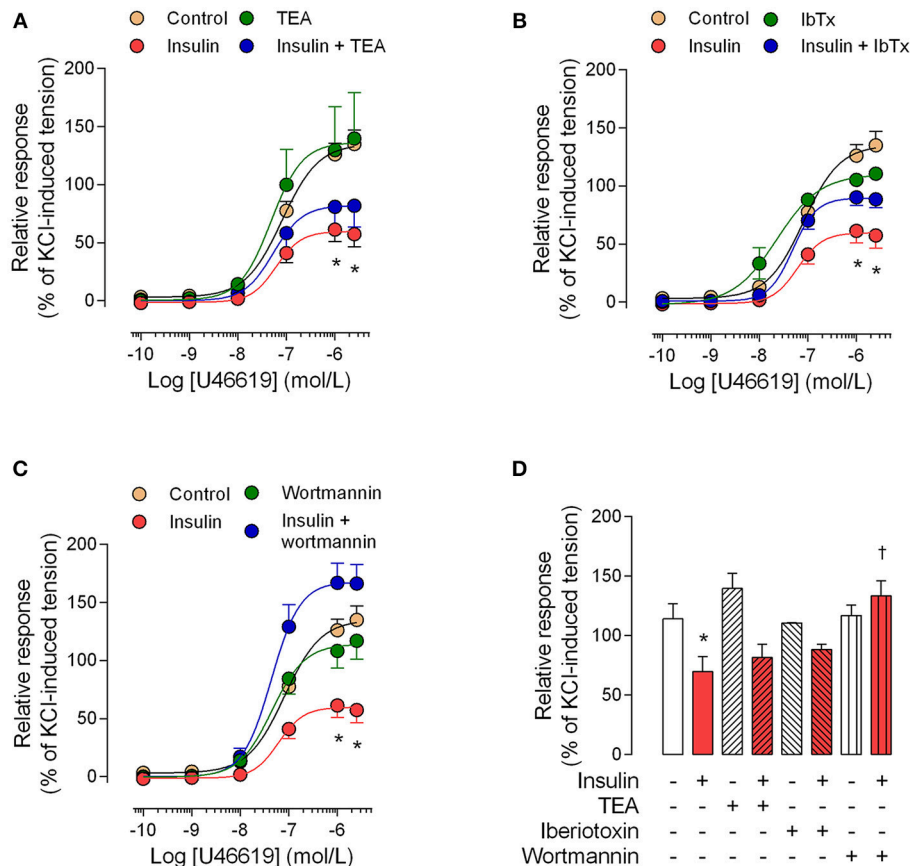 A
Control TEA
Insulin Insulin + TEA
Relative response
(% of KCl-induced tension)
200
150
100
50
0
-10 -9 -8 -7 -6
Log [U46619] (mol/L)
* *
B
Control IbTx
Insulin Insulin + IbTx
Relative response
(% of KCl-induced tension)
200
150
100
50
0
-10 -9 -8 -7 -6
Log [U46619] (mol/L)
* *
C
Control Wortmannin
Insulin Insulin +
wortmannin
Relative response
(% of KCl-induced tension)
200
150
100
50
0
-10 -9 -8 -7 -6
Log [U46619] (mol/L)
* *
D
Relative response
(% of KCl-induced tension)
200
150
100
50
0
* †
Insulin - + - + - + - +
TEA - - + + - - - -
Iberiotoxin - - - - + + - -
Wortmannin - - - - - - + +